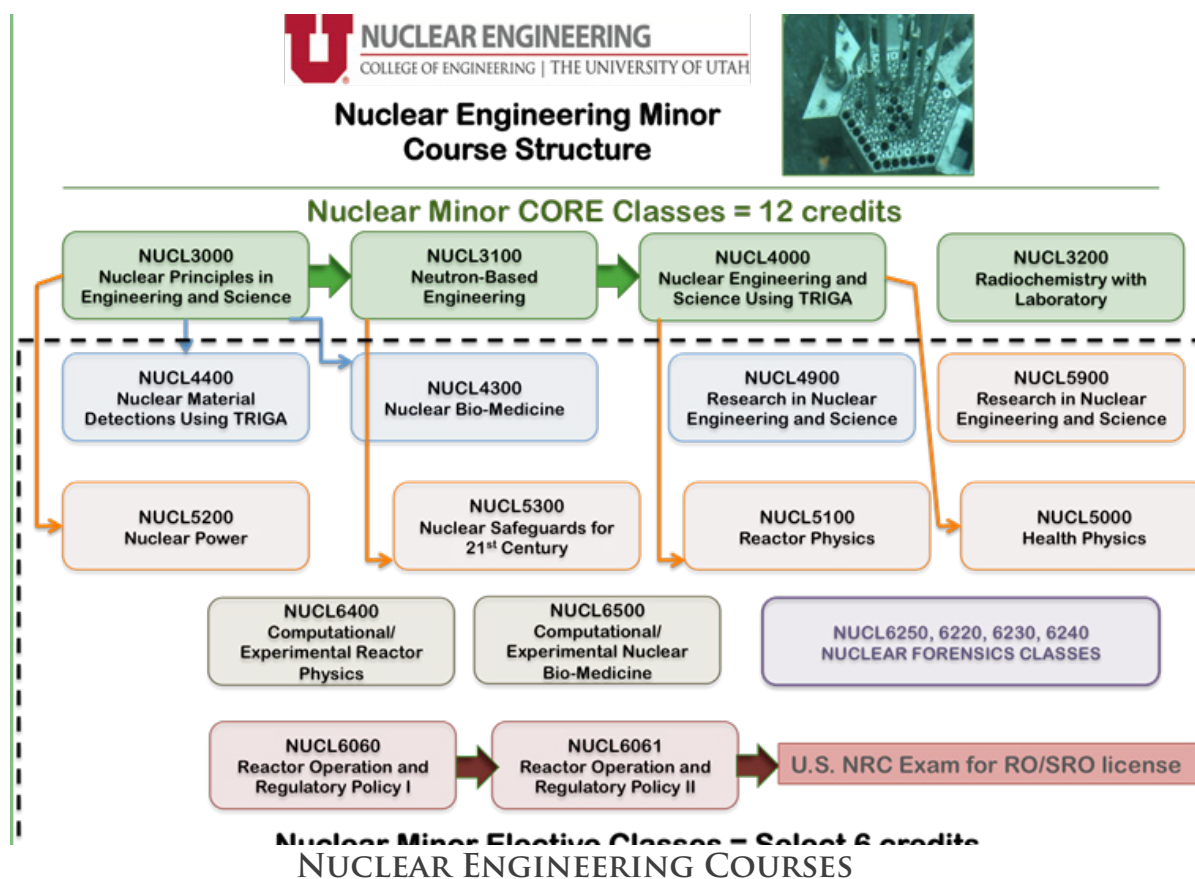 U
NUCLEAR ENGINEERING
COLLEGE OF ENGINEERING | THE UNIVERSITY OF UTAH
Nuclear Engineering Minor
Course Structure
Nuclear Minor CORE Classes = 12 credits
NUCL3000
Nuclear Principles in
Engineering and Science
NUCL3100
Neutron-Based
Engineering
NUCL4000
Nuclear Engineering and
Science Using TRIGA
NUCL3200
Radiochemistry with
Laboratory
NUCL4400
Nuclear Material
Detections Using TRIGA
NUCL4300
Nuclear Bio-Medicine
NUCL4900
Research in Nuclear
Engineering and Science
NUCL5900
Research in Nuclear
Engineering and Science
NUCL5200
Nuclear Power
NUCL5300
Nuclear Safeguards for
21st Century
NUCL5100
Reactor Physics
NUCL5000
Health Physics
NUCL6400
Computational/
Experimental Reactor
Physics
NUCL6500
Computational/
Experimental Nuclear
Bio-Medicine
NUCL6250, 6220, 6230, 6240
NUCLEAR FORENSICS CLASSES
NUCL6060
Reactor Operation and
Regulatory Policy I
NUCL6061
Reactor Operation and
Regulatory Policy II
U.S. NRC Exam for RO/SRO license
Nuclear Minor Elective Classes = Select 6 credits
NUCLEAR ENGINEERING COURSES